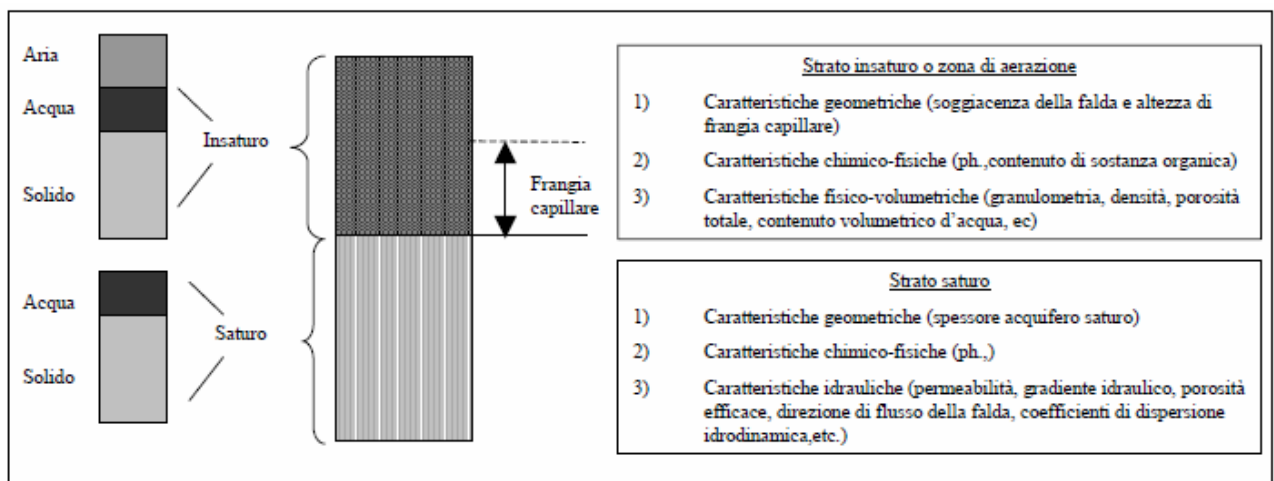 Aria
Acqua
Insaturo
Solido
Frangia
capillare
Acqua
Saturo
Solido
Strato insaturo o zona di aerazione
1) Caratteristiche geometriche (soggiacenza della falda e altezza di
frangia capillare)
2) Caratteristiche chimico-fisiche (ph.,contenuto di sostanza organica)
3) Caratteristiche fisico-volumetriche (granulometria, densità, porosità
totale, contenuto volumetrico d'acqua, ec)
Strato saturo
1) Caratteristiche geometriche (spessore acquifero saturo)
2) Caratteristiche chimico-fisiche (ph.,)
3) Caratteristiche idrauliche (permeabilità, gradiente idraulico, porosità
efficace, direzione di flusso della falda, coefficienti di dispersione
idrodinamica,etc.)